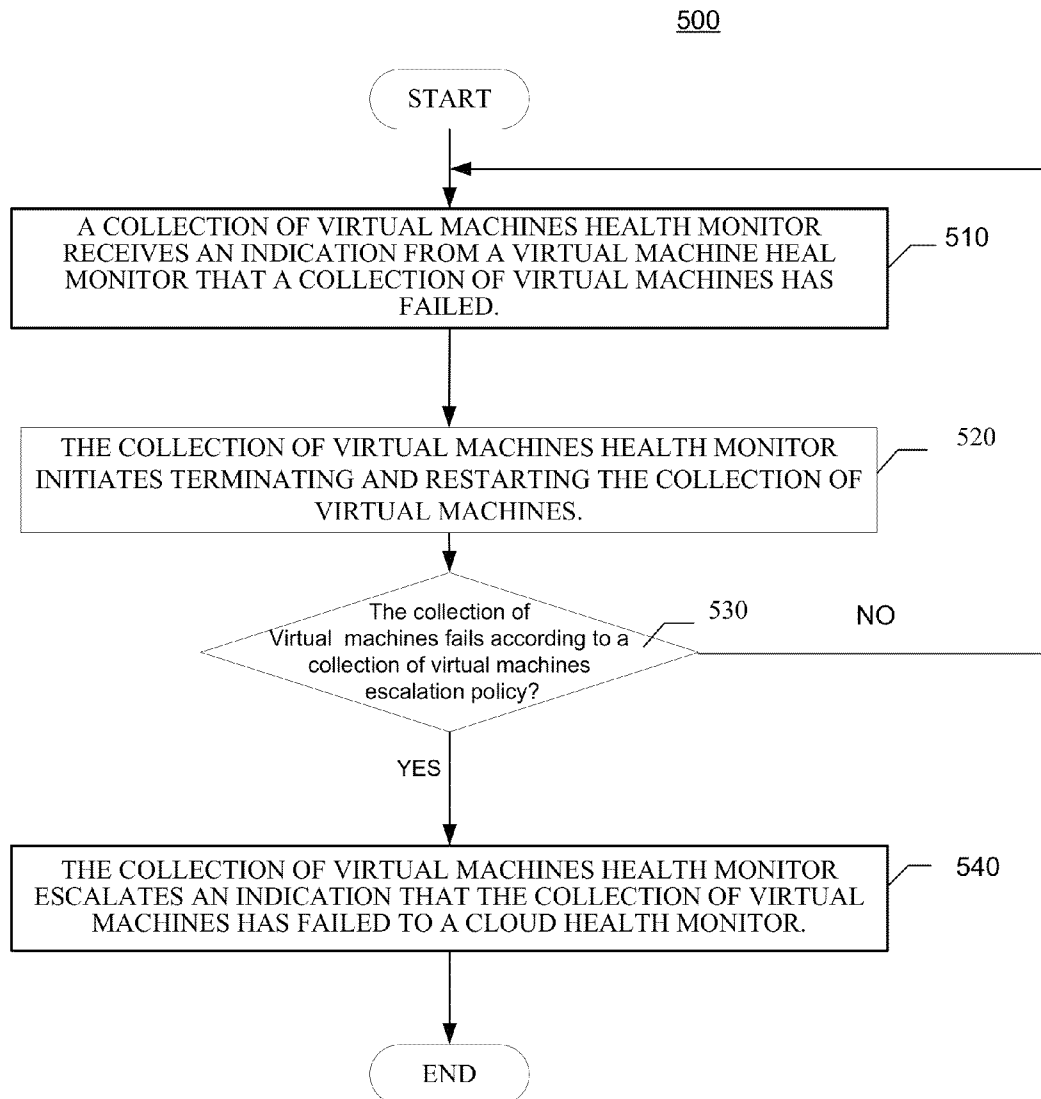 500
START
A COLLECTION OF VIRTUAL MACHINES HEALTH MONITOR
RECEIVES AN INDICATION FROM A VIRTUAL MACHINE HEAL
MONITOR THAT A COLLECTION OF VIRTUAL MACHINES HAS
FAILED.
510
THE COLLECTION OF VIRTUAL MACHINES HEALTH MONITOR
INITIATES TERMINATING AND RESTARTING THE COLLECTION OF
VIRTUAL MACHINES.
520
The collection of
Virtual machines fails according to a
collection of virtual machines
escalation policy?
530
NO
YES
THE COLLECTION OF VIRTUAL MACHINES HEALTH MONITOR
ESCALATES AN INDICATION THAT THE COLLECTION OF VIRTUAL
MACHINES HAS FAILED TO A CLOUD HEALTH MONITOR.
540
END